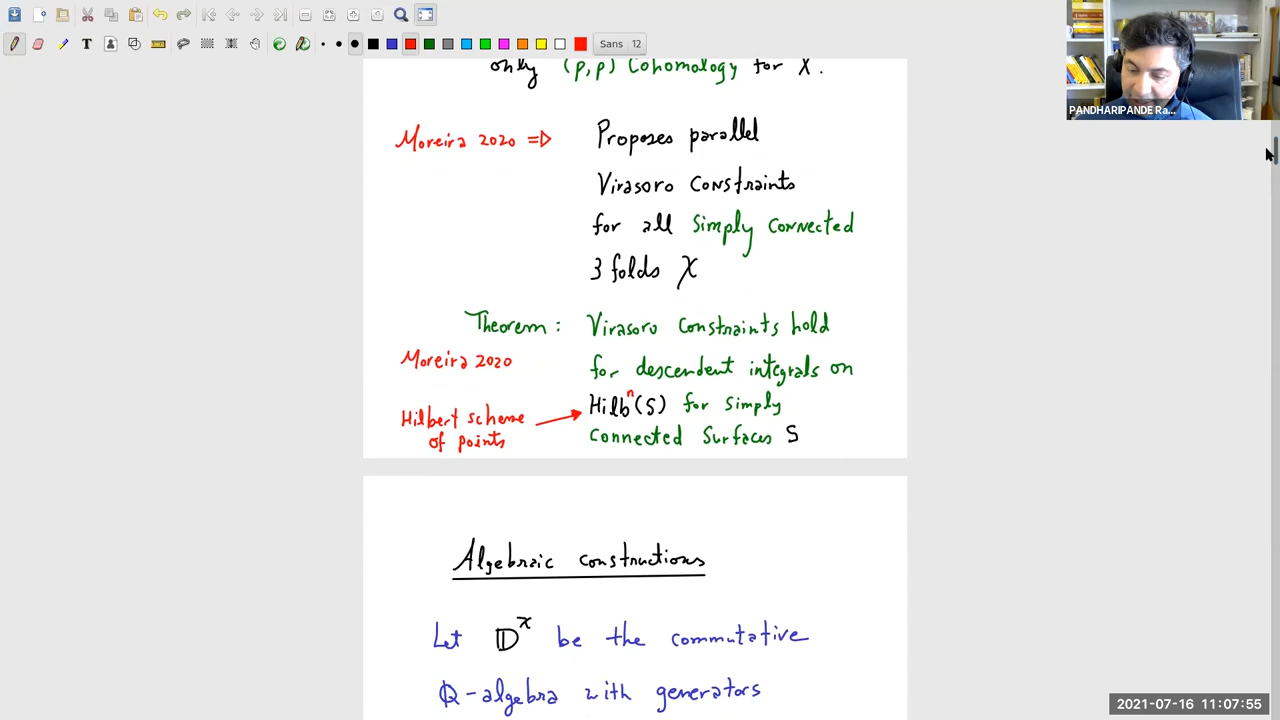 Sans 12
PANDHARIPANDE Ra...
only (p,p) Cohomology for X.
Moreira 2020 ⇒ Proposes parallel
Virasoro Constraints
for all Simply Connected
3 folds X
Theorem: Virasoro Constraints hold
Moreira 2020 for descendent integrals on
Hilbert scheme of points → Hilbⁿ(S) for simply
connected Surfaces S
Algebraic constructions
Let 𝔻ˣ be the commutative
ℚ-algebra with generators
2021-07-16 11:07:55